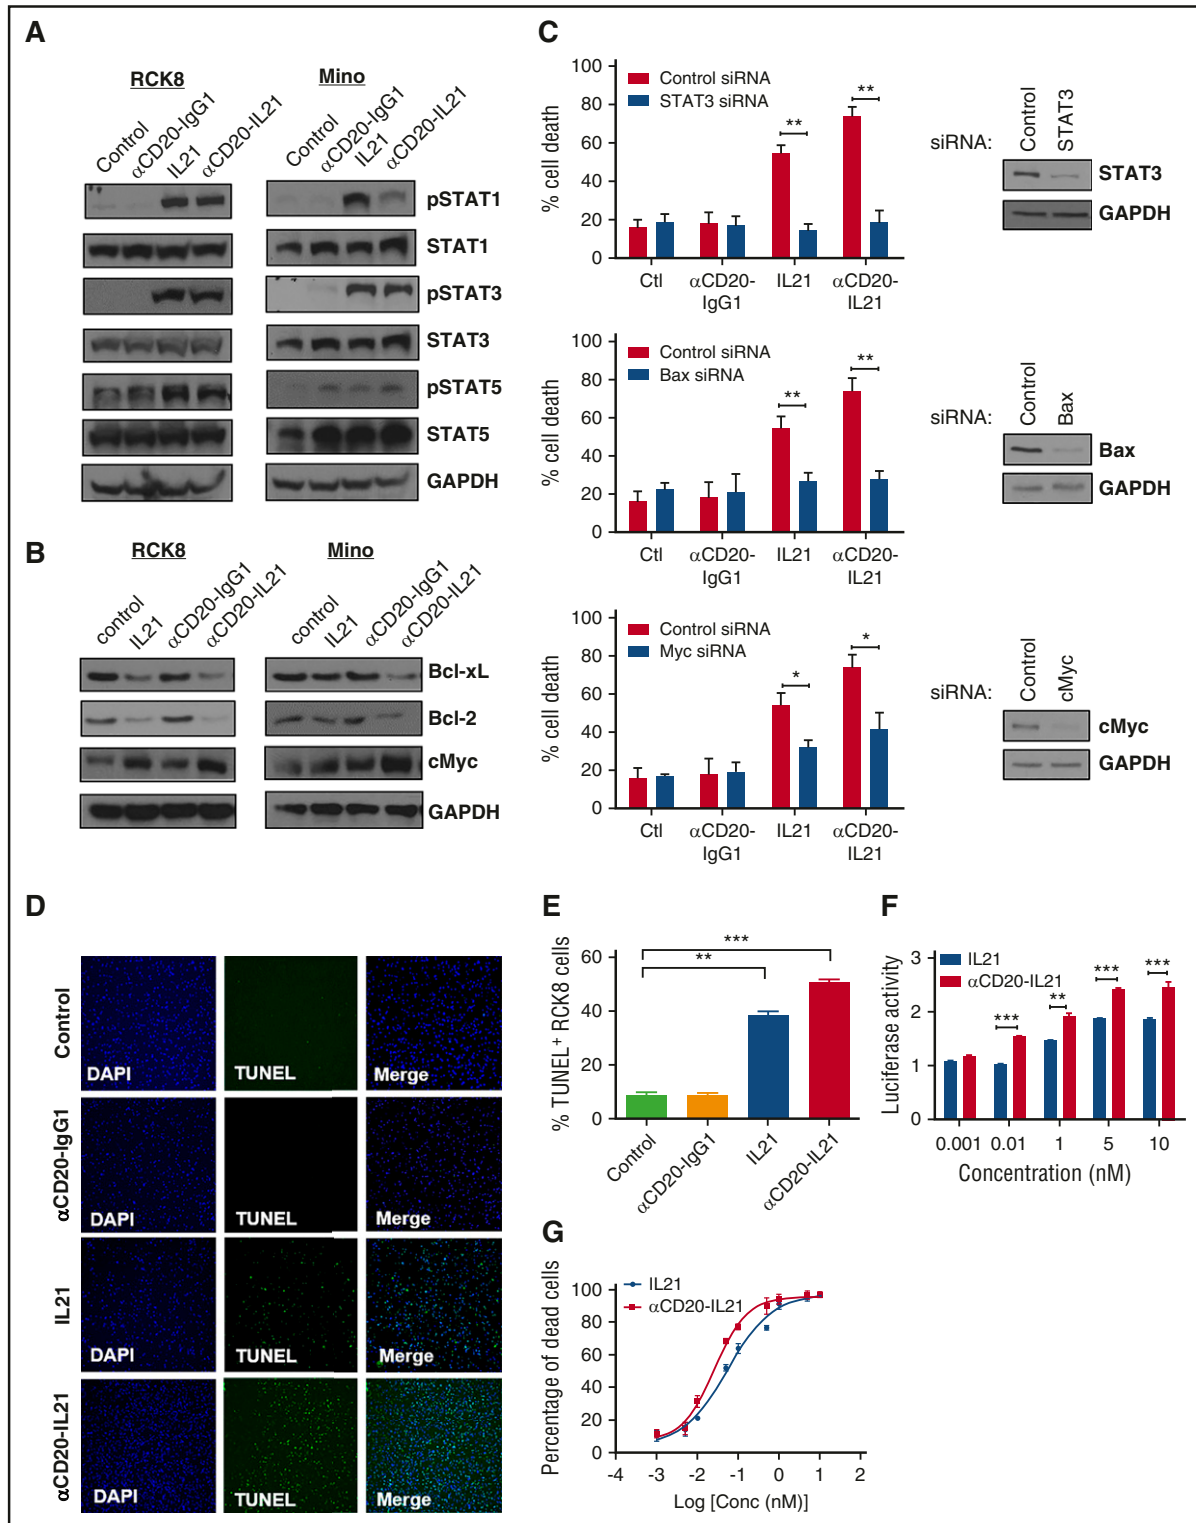 A
RCK8
Mino
Control
αCD20-IgG1
IL21
αCD20-IL21
Control
αCD20-IgG1
IL21
αCD20-IL21
pSTAT1
STAT1
pSTAT3
STAT3
pSTAT5
STAT5
GAPDH
B
RCK8
Mino
control
IL21
αCD20-IgG1
αCD20-IL21
control
IL21
αCD20-IgG1
αCD20-IL21
Bcl-xL
Bcl-2
cMyc
GAPDH
C
% cell death
100
80
60
40
20
0
Control siRNA
STAT3 siRNA
**
**
Ctl
αCD20-
IgG1
IL21
αCD20-
IL21
siRNA:
Control
STAT3
STAT3
GAPDH
% cell death
100
80
60
40
20
0
Control siRNA
Bax siRNA
**
**
Ctl
αCD20-
IgG1
IL21
αCD20-
IL21
siRNA:
Control
Bax
Bax
GAPDH
% cell death
100
80
60
40
20
0
Control siRNA
Myc siRNA
*
*
Ctl
αCD20-
IgG1
IL21
αCD20-
IL21
siRNA:
Control
cMyc
cMyc
GAPDH
D
Control
DAPI
TUNEL
Merge
αCD20-IgG1
DAPI
TUNEL
Merge
IL21
DAPI
TUNEL
Merge
αCD20-IL21
DAPI
TUNEL
Merge
E
% TUNEL⁺ RCK8 cells
60
40
20
0
***
**
Control
αCD20-IgG1
IL21
αCD20-IL21
F
Luciferase activity
3
2
1
0
IL21
αCD20-IL21
***
**
***
***
0.001
0.01
1
5
10
Concentration (nM)
G
Percentage of dead cells
100
80
60
40
20
0
IL21
αCD20-IL21
-4
-3
-2
-1
0
1
2
Log [Conc (nM)]